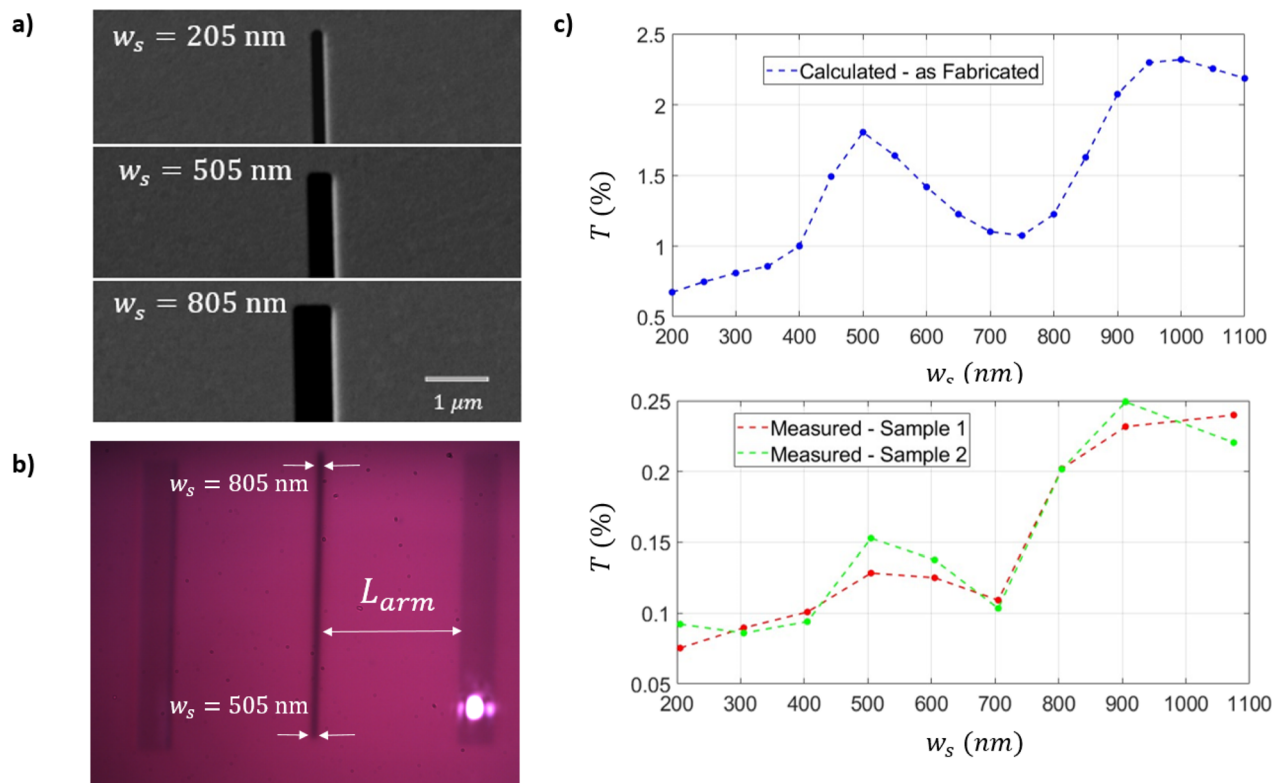 a)
w_s = 205 nm
w_s = 505 nm
w_s = 805 nm
1 μm
b)
w_s = 805 nm
L_arm
w_s = 505 nm
c)
2.5
2
1.5
1
0.5
T (%)
Calculated - as Fabricated
200 300 400 500 600 700 800 900 1000 1100
w_s (nm)
0.25
0.2
0.15
0.1
0.05
T (%)
Measured - Sample 1
Measured - Sample 2
200 300 400 500 600 700 800 900 1000 1100
w_s (nm)